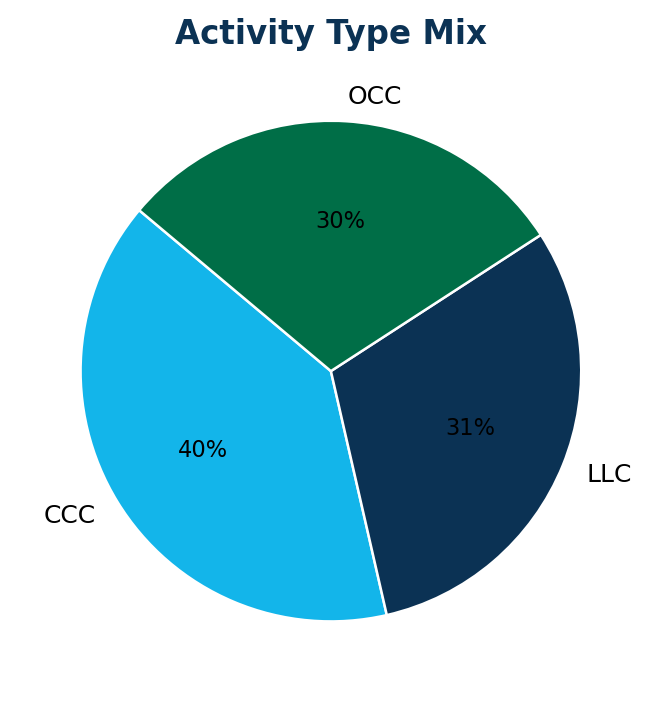 Activity Type Mix
OCC
30%
31%
40%
LLC
CCC